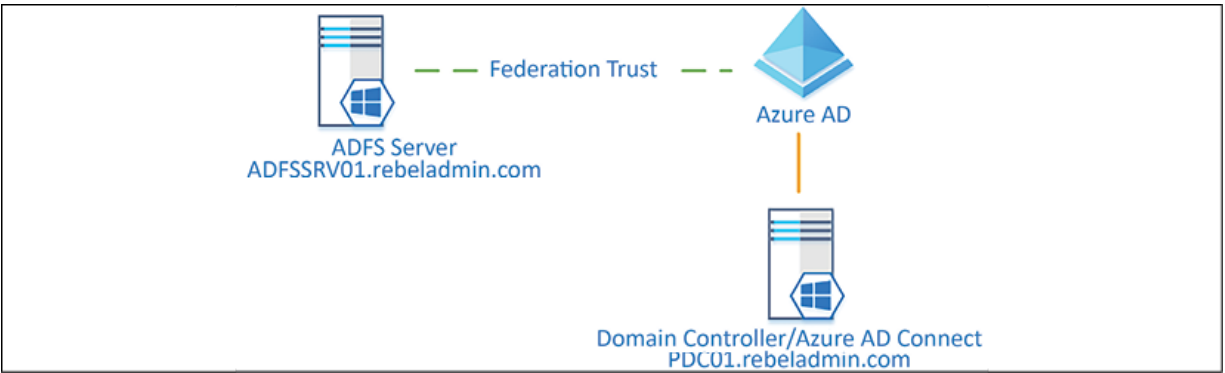 Federation Trust
Azure AD
ADFS Server
ADFSSRV01.rebeladmin.com
Domain Controller/Azure AD Connect
PDC01.rebeladmin.com